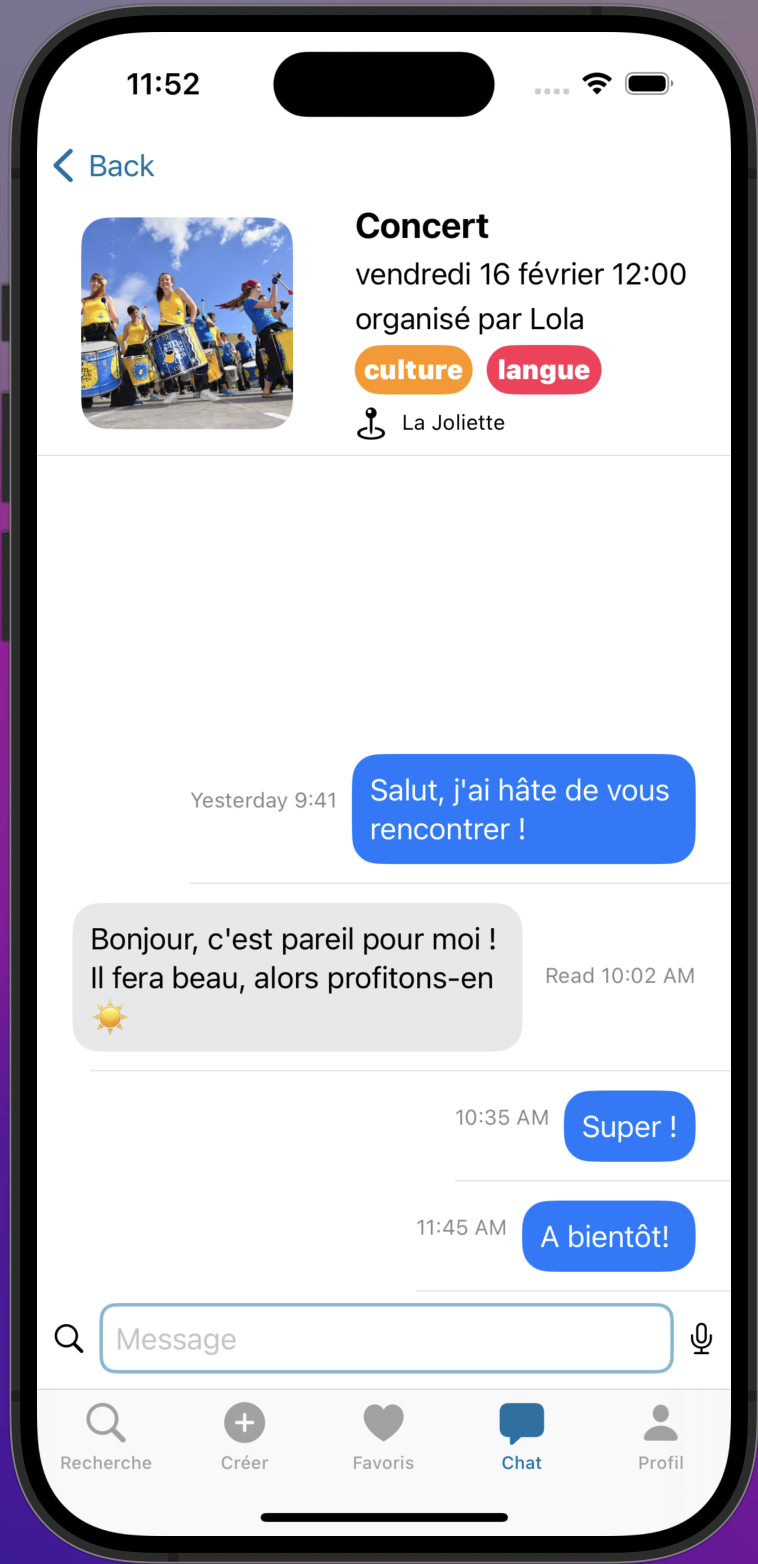 11:52
Back
Concert
vendredi 16 février 12:00
organisé par Lola
culture langue
La Joliette
Yesterday 9:41
Salut, j'ai hâte de vous
rencontrer !
Bonjour, c'est pareil pour moi !
Il fera beau, alors profitons-en
☀️
Read 10:02 AM
10:35 AM
Super !
11:45 AM
A bientôt!
Message
Recherche Créer Favoris Chat Profil